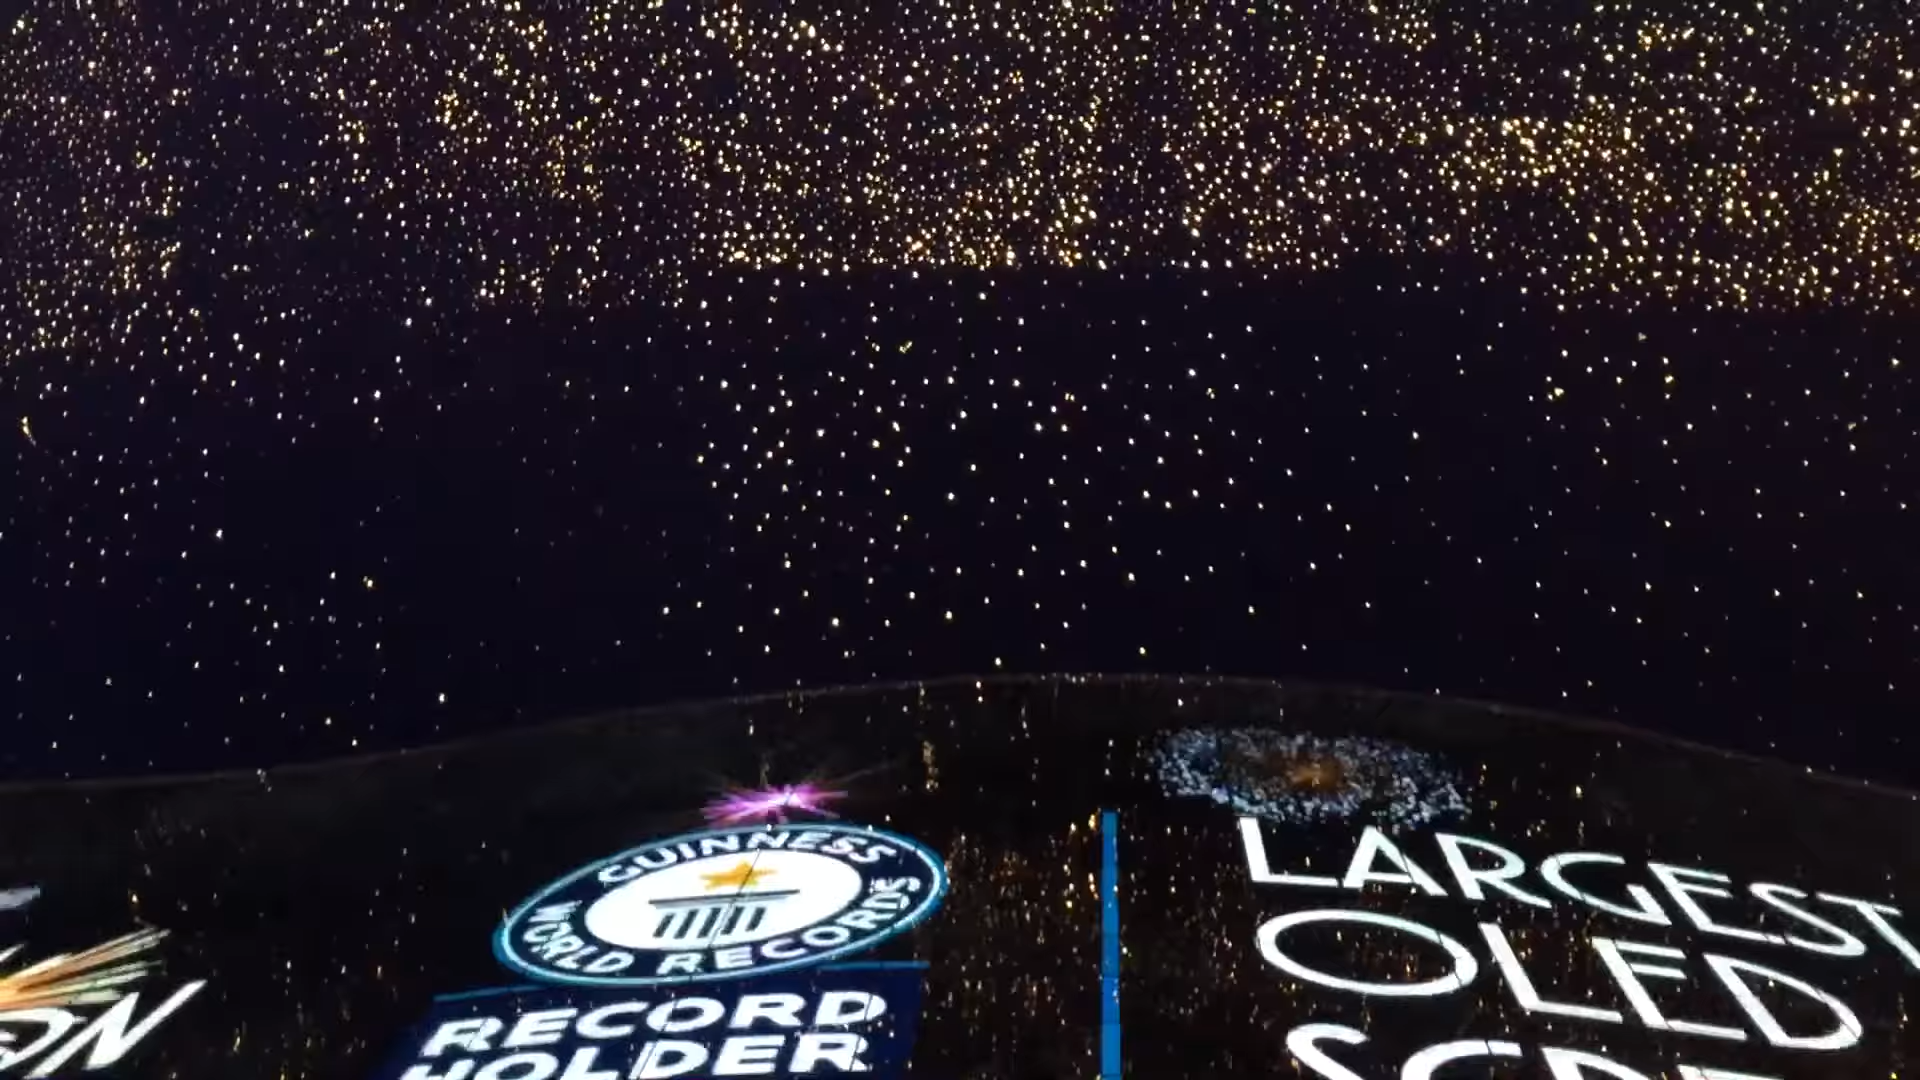 GUINNESS
WORLD RECORDS
RECORD
HOLDER
LARGEST
OLED